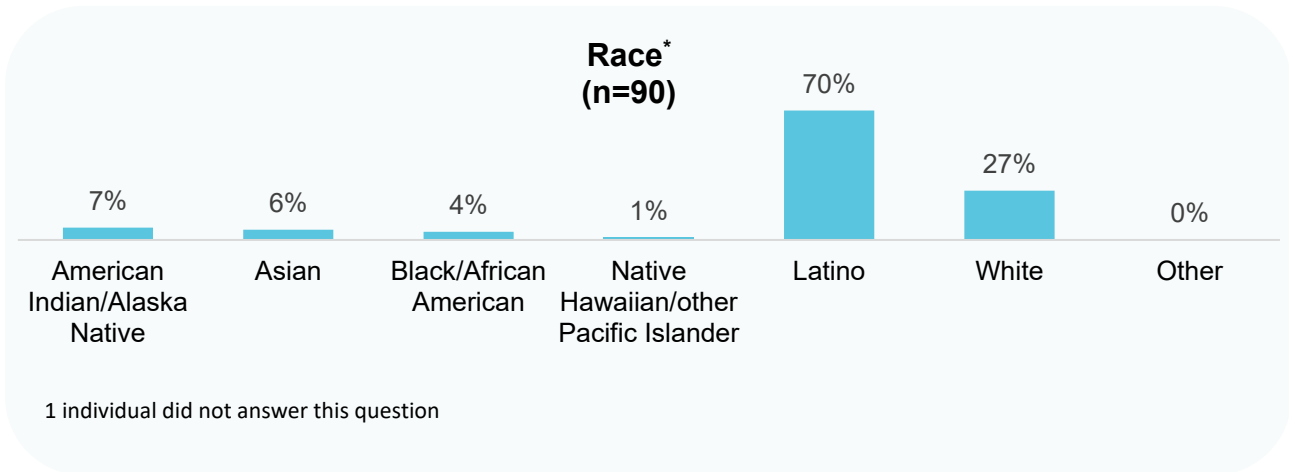 Race*
(n=90)
70%
27%
7%
6%
4%
1%
0%
American
Indian/Alaska
Native
Asian
Black/African
American
Native
Hawaiian/other
Pacific Islander
Latino
White
Other
1 individual did not answer this question